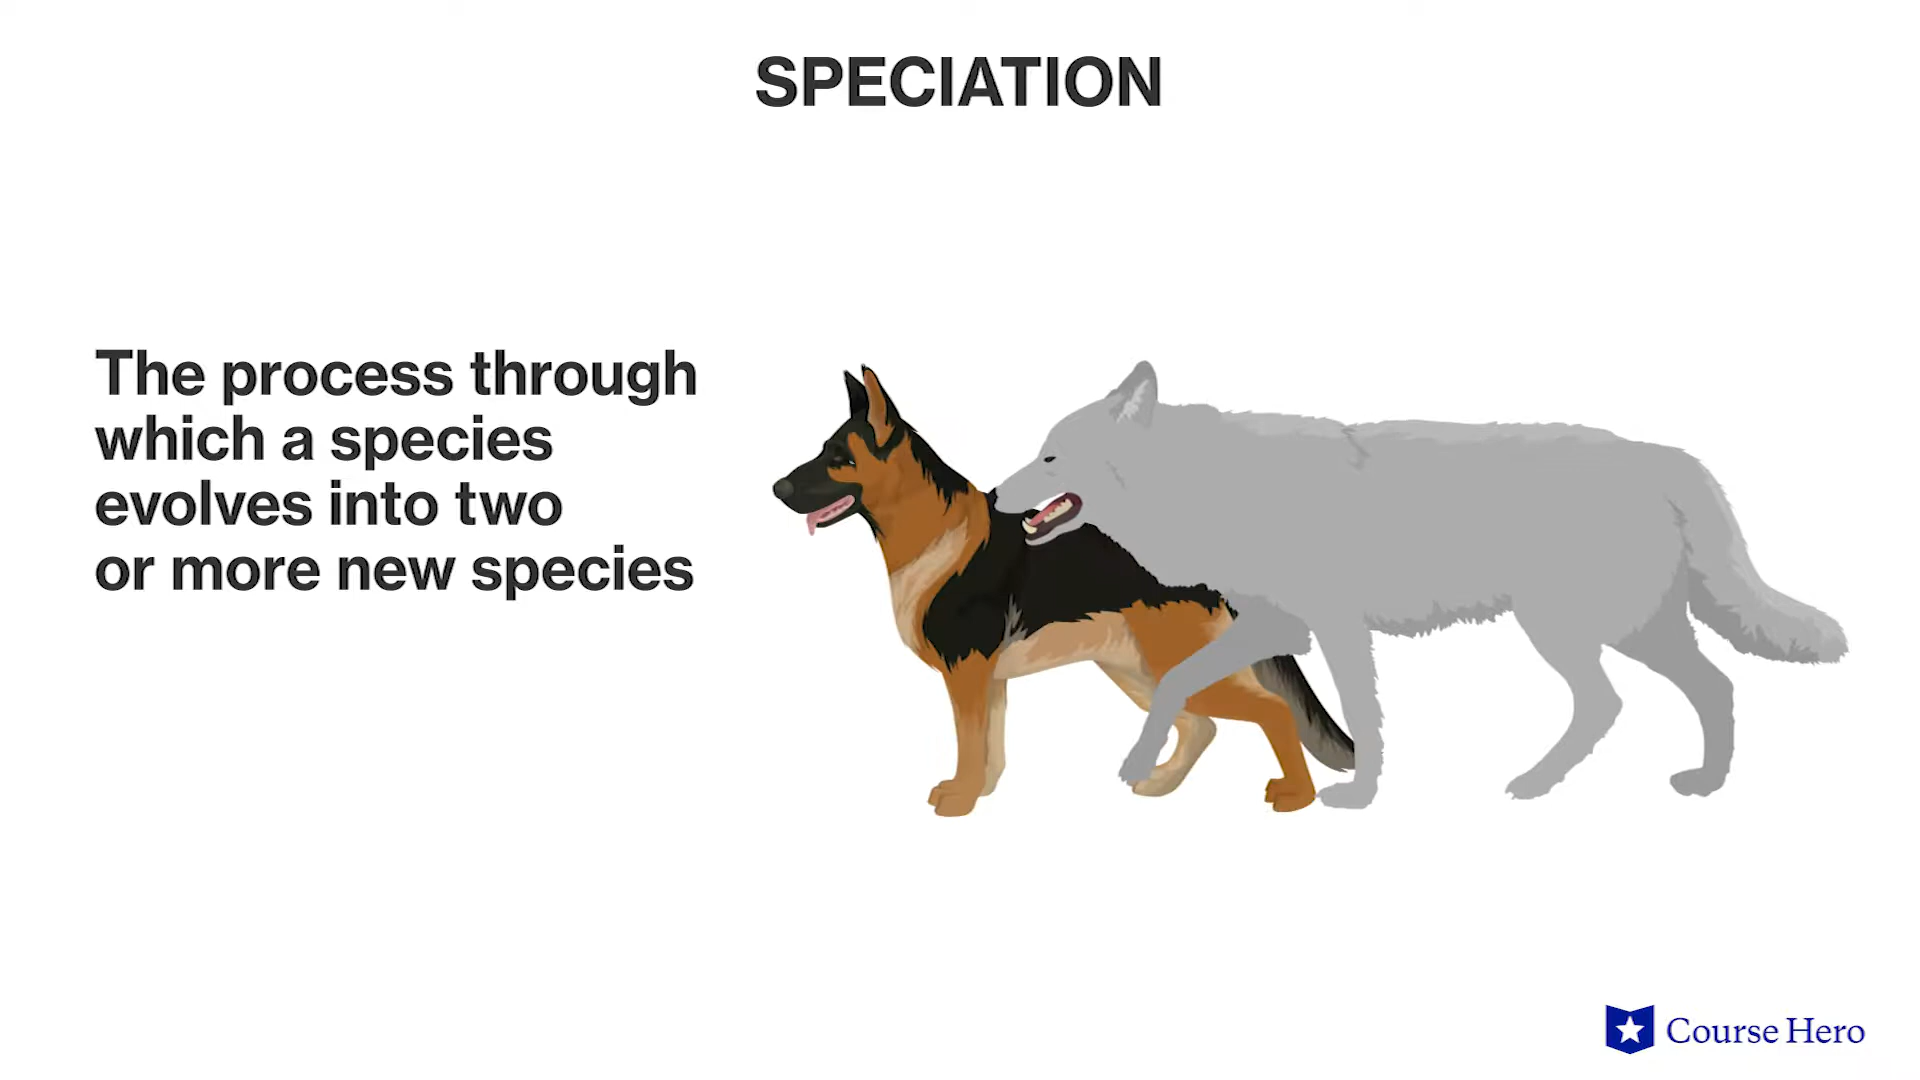 SPECIATION
The process through
which a species
evolves into two
or more new species
Course Hero